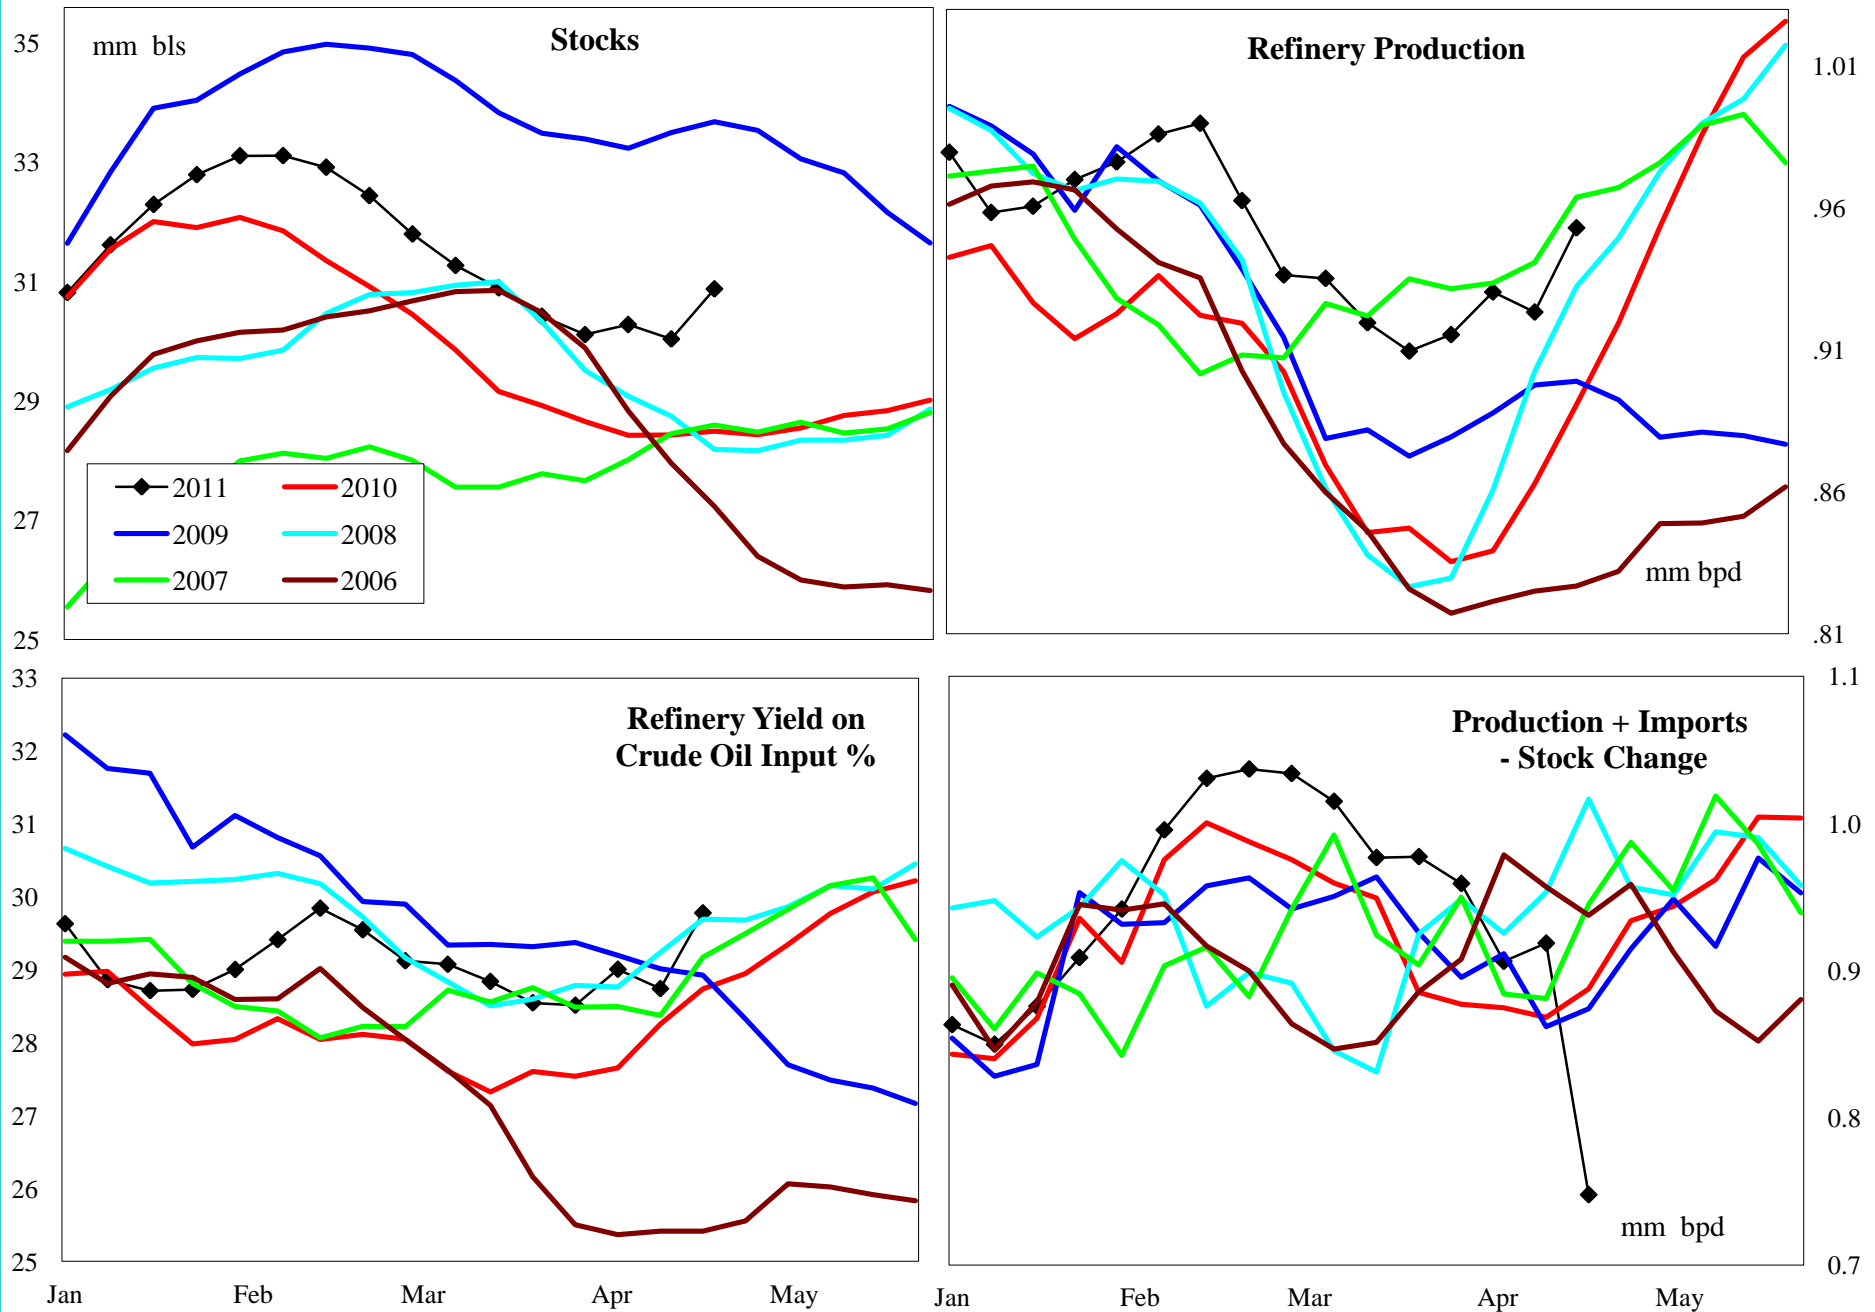 Stocks
mm bls
35
33
31
29
27
25
2011
2010
2009
2008
2007
2006
Refinery Production
1.01
.96
.91
.86
.81
mm bpd
Refinery Yield on
Crude Oil Input %
33
32
31
30
29
28
27
26
25
Jan Feb Mar Apr May
Production + Imports
- Stock Change
1.1
1.0
0.9
0.8
0.7
mm bpd
Jan Feb Mar Apr May